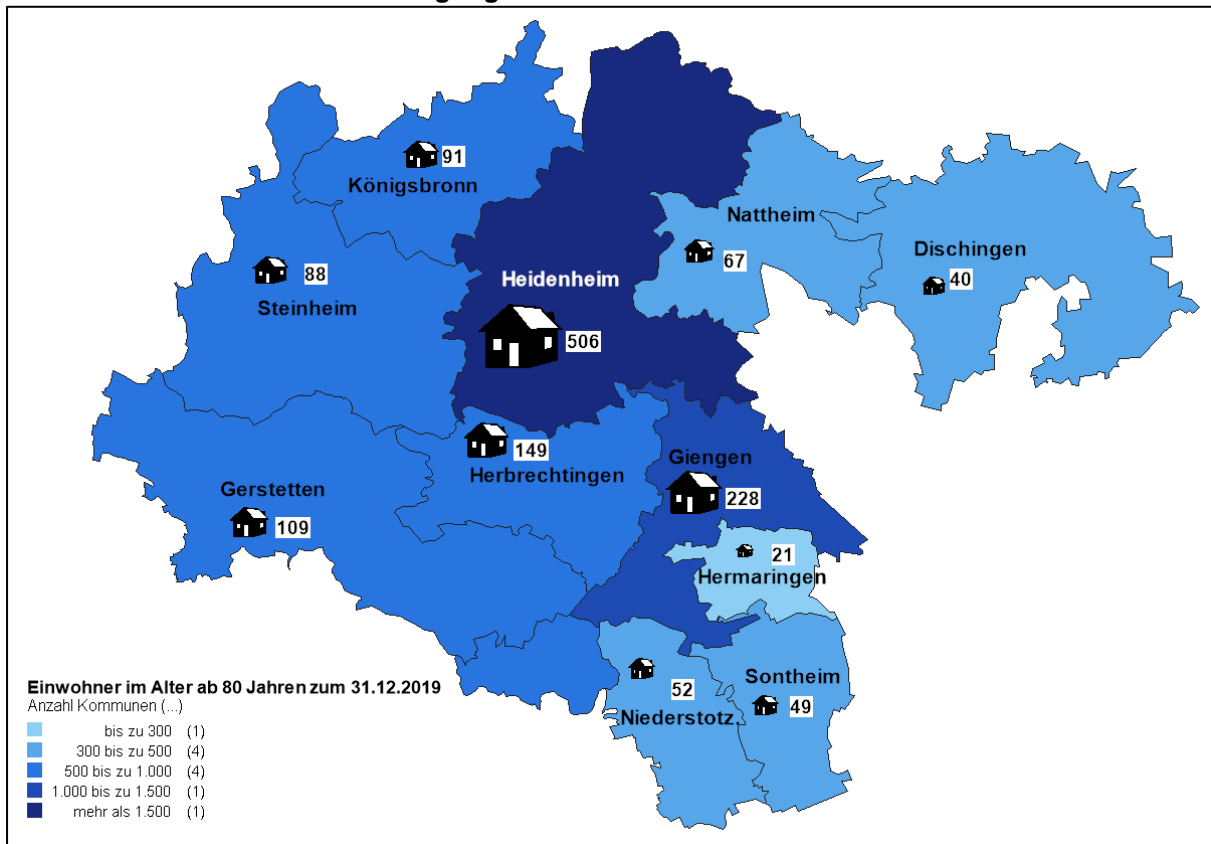 91
Königsbronn
Nattheim
67
Dischingen
40
88
Steinheim
Heidenheim
506
149
Herbrechtingen
Giengen
228
Gerstetten
109
21
Hermaringen
52
Niederstotz.
Sontheim
49
Einwohner im Alter ab 80 Jahren zum 31.12.2019
Anzahl Kommunen (...)
bis zu 300 (1)
300 bis zu 500 (4)
500 bis zu 1.000 (4)
1.000 bis zu 1.500 (1)
mehr als 1.500 (1)